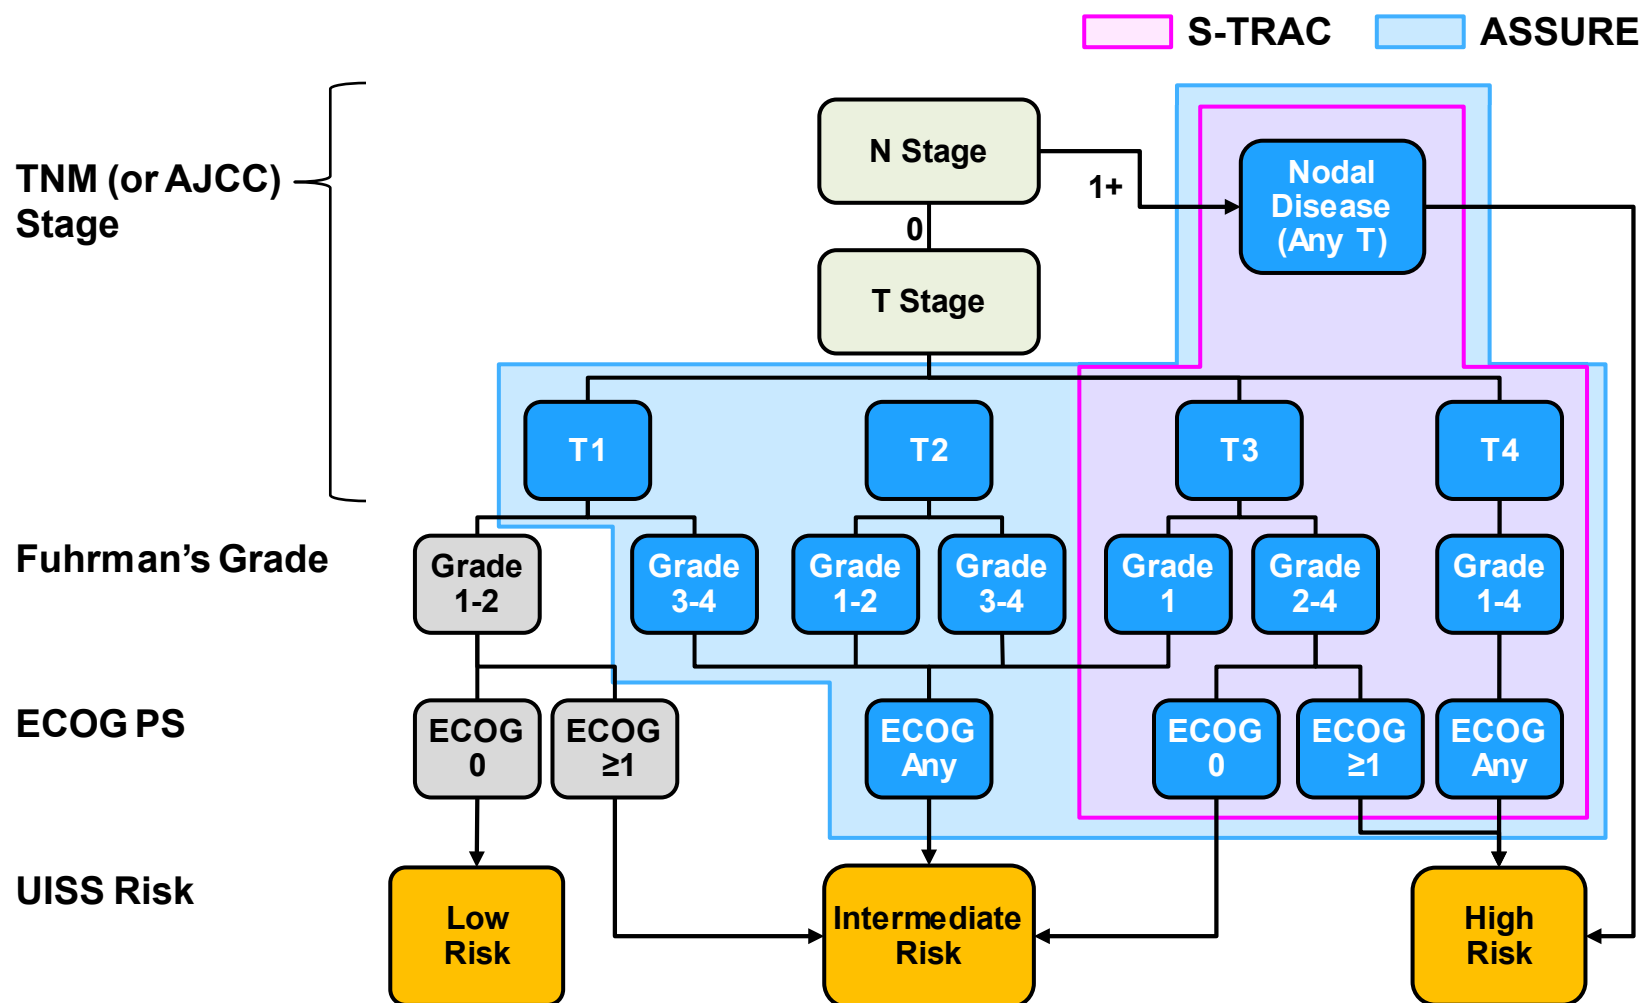 S-TRAC
ASSURE
TNM (or AJCC)
Stage
N Stage
1+
Nodal
Disease
(Any T)
0
T Stage
T1
T2
T3
T4
Fuhrman's Grade
Grade
1-2
Grade
3-4
Grade
1-2
Grade
3-4
Grade
1
Grade
2-4
Grade
1-4
ECOG PS
ECOG
0
ECOG
≥1
ECOG
Any
ECOG
0
ECOG
≥1
ECOG
Any
UISS Risk
Low
Risk
Intermediate
Risk
High
Risk